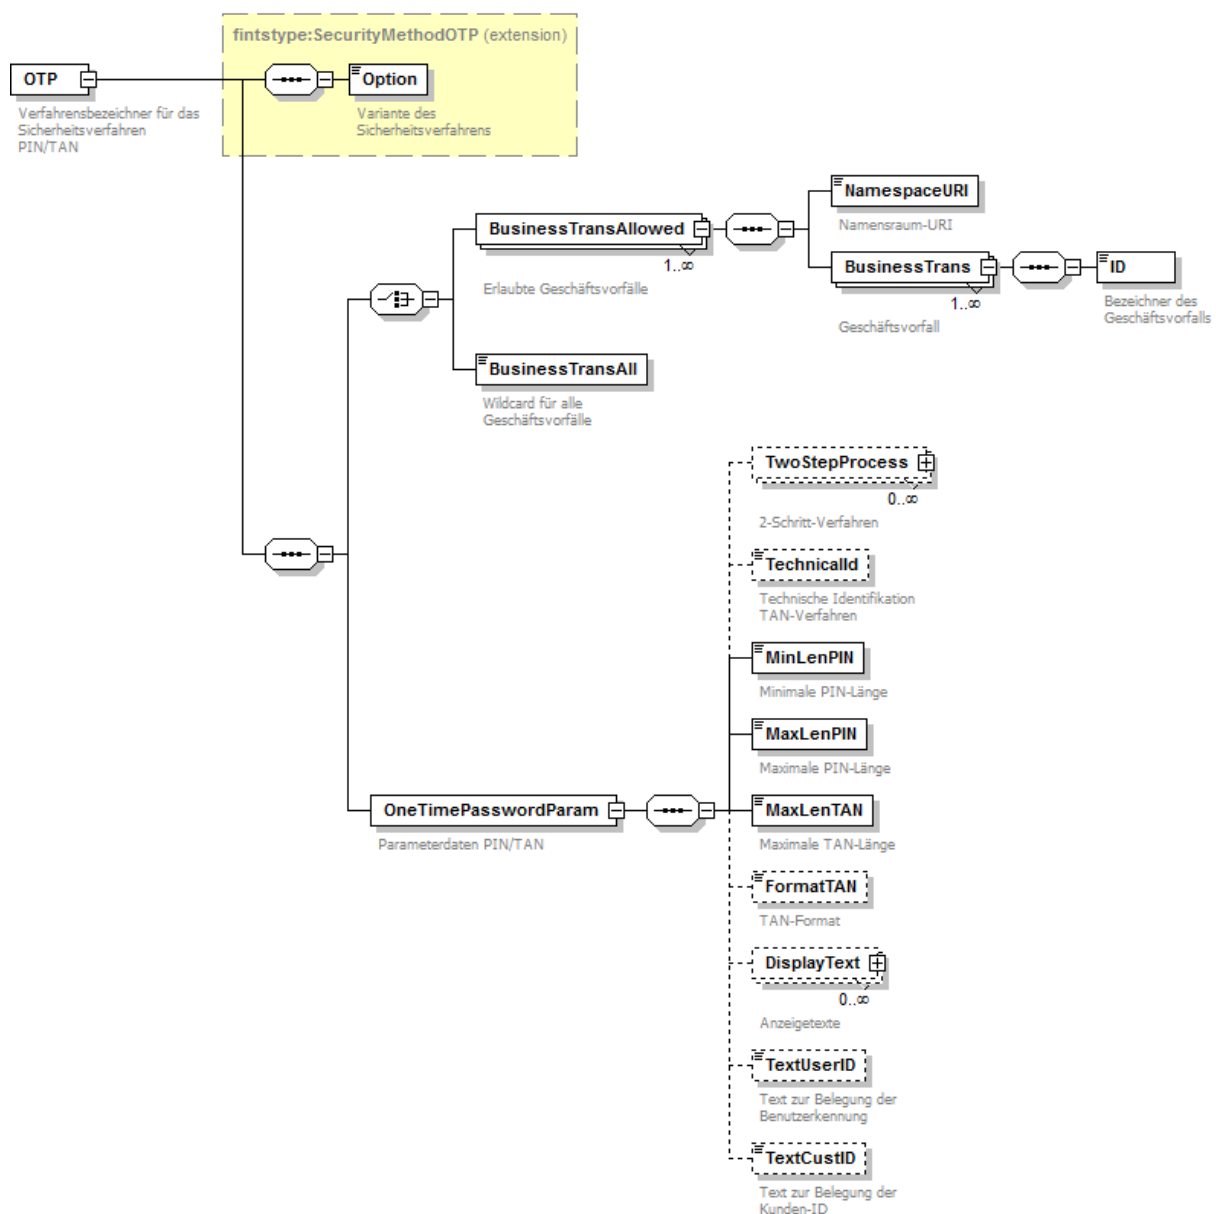 fintstype:SecurityMethodOTP (extension)
OTP
Option
Verfahrensbezeichner für das
Sicherheitsverfahren
PIN/TAN
Variante des
Sicherheitsverfahrens
NamespaceURI
Namensraum-URI
BusinessTransAllowed
1..∞
Erlaubte Geschäftsvorfälle
BusinessTrans
1..∞
Geschäftsvorfall
ID
Bezeichner des
Geschäftsvorfalls
BusinessTransAll
Wildcard für alle
Geschäftsvorfälle
TwoStepProcess
0..∞
2-Schritt-Verfahren
TechnicalId
Technische Identifikation
TAN-Verfahren
MinLenPIN
Minimale PIN-Länge
MaxLenPIN
Maximale PIN-Länge
OneTimePasswordParam
Parameterdaten PIN/TAN
MaxLenTAN
Maximale TAN-Länge
FormatTAN
TAN-Format
DisplayText
0..∞
Anzeigetexte
TextUserID
Text zur Belegung der
Benutzerkennung
TextCustID
Text zur Belegung der
Kunden-ID